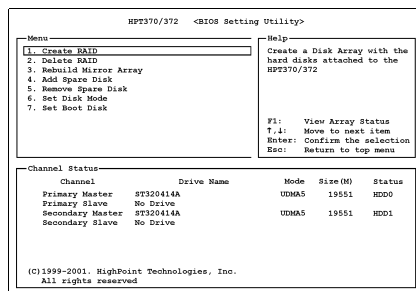 HPT370/372 <BIOS Setting Utility>
Menu
1. Create RAID
2. Delete RAID
3. Rebuild Mirror Array
4. Add Spare Disk
5. Remove Spare Disk
6. Set Disk Mode
7. Set Boot Disk
Help
Create a Disk Array with the
hard disks attached to the
HPT370/372
F1: View Array Status
↑,↓: Move to next item
Enter: Confirm the selection
Esc: Return to top menu
Channel Status
Channel Drive Name Mode Size(M) Status
Primary Master ST320414A UDMA5 19551 HDD0
Primary Slave No Drive
Secondary Master ST320414A UDMA5 19551 HDD1
Secondary Slave No Drive
(C)1999-2001. HighPoint Technologies, Inc.
All rights reserved